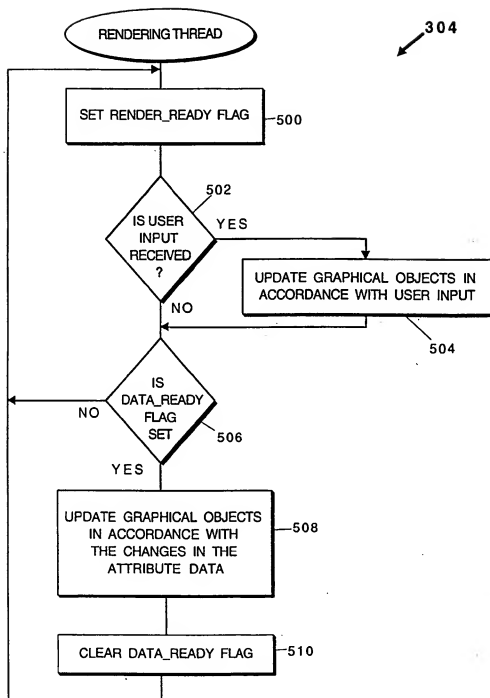 RENDERING THREAD
304
SET RENDER_READY FLAG
500
502
IS USER
INPUT
RECEIVED
?
YES
NO
UPDATE GRAPHICAL OBJECTS IN
ACCORDANCE WITH USER INPUT
504
IS
DATA_READY
FLAG
SET
NO
506
YES
UPDATE GRAPHICAL OBJECTS
IN ACCORDANCE WITH
THE CHANGES IN THE
ATTRIBUTE DATA
508
CLEAR DATA_READY FLAG
510